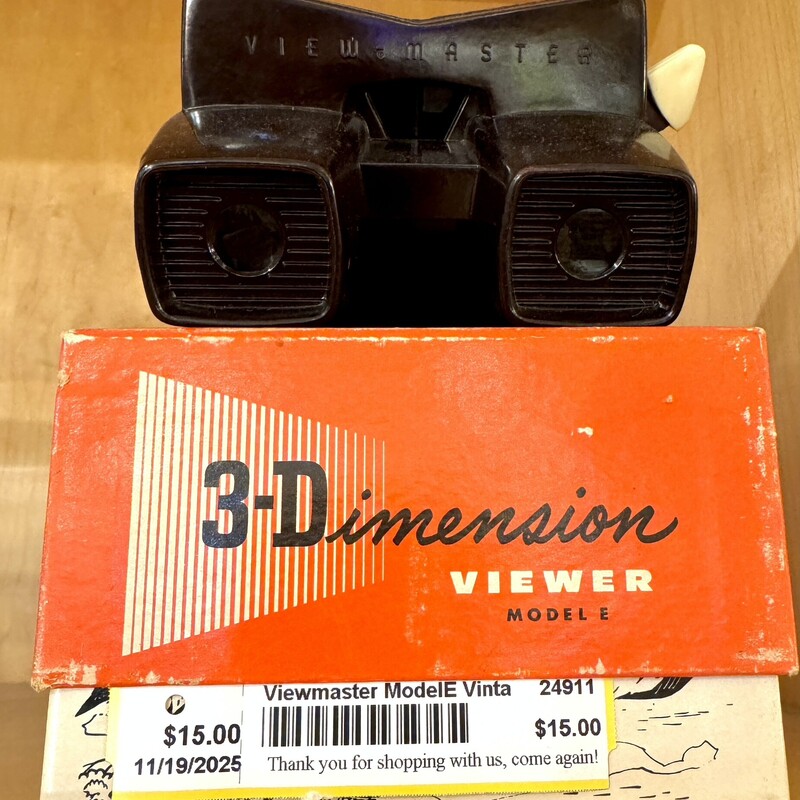 VIEW-MASTER
3-Dimension
VIEWER
MODEL E
Viewmaster ModelE Vinta 24911
$15.00 $15.00
11/19/2025 Thank you for shopping with us, come again!